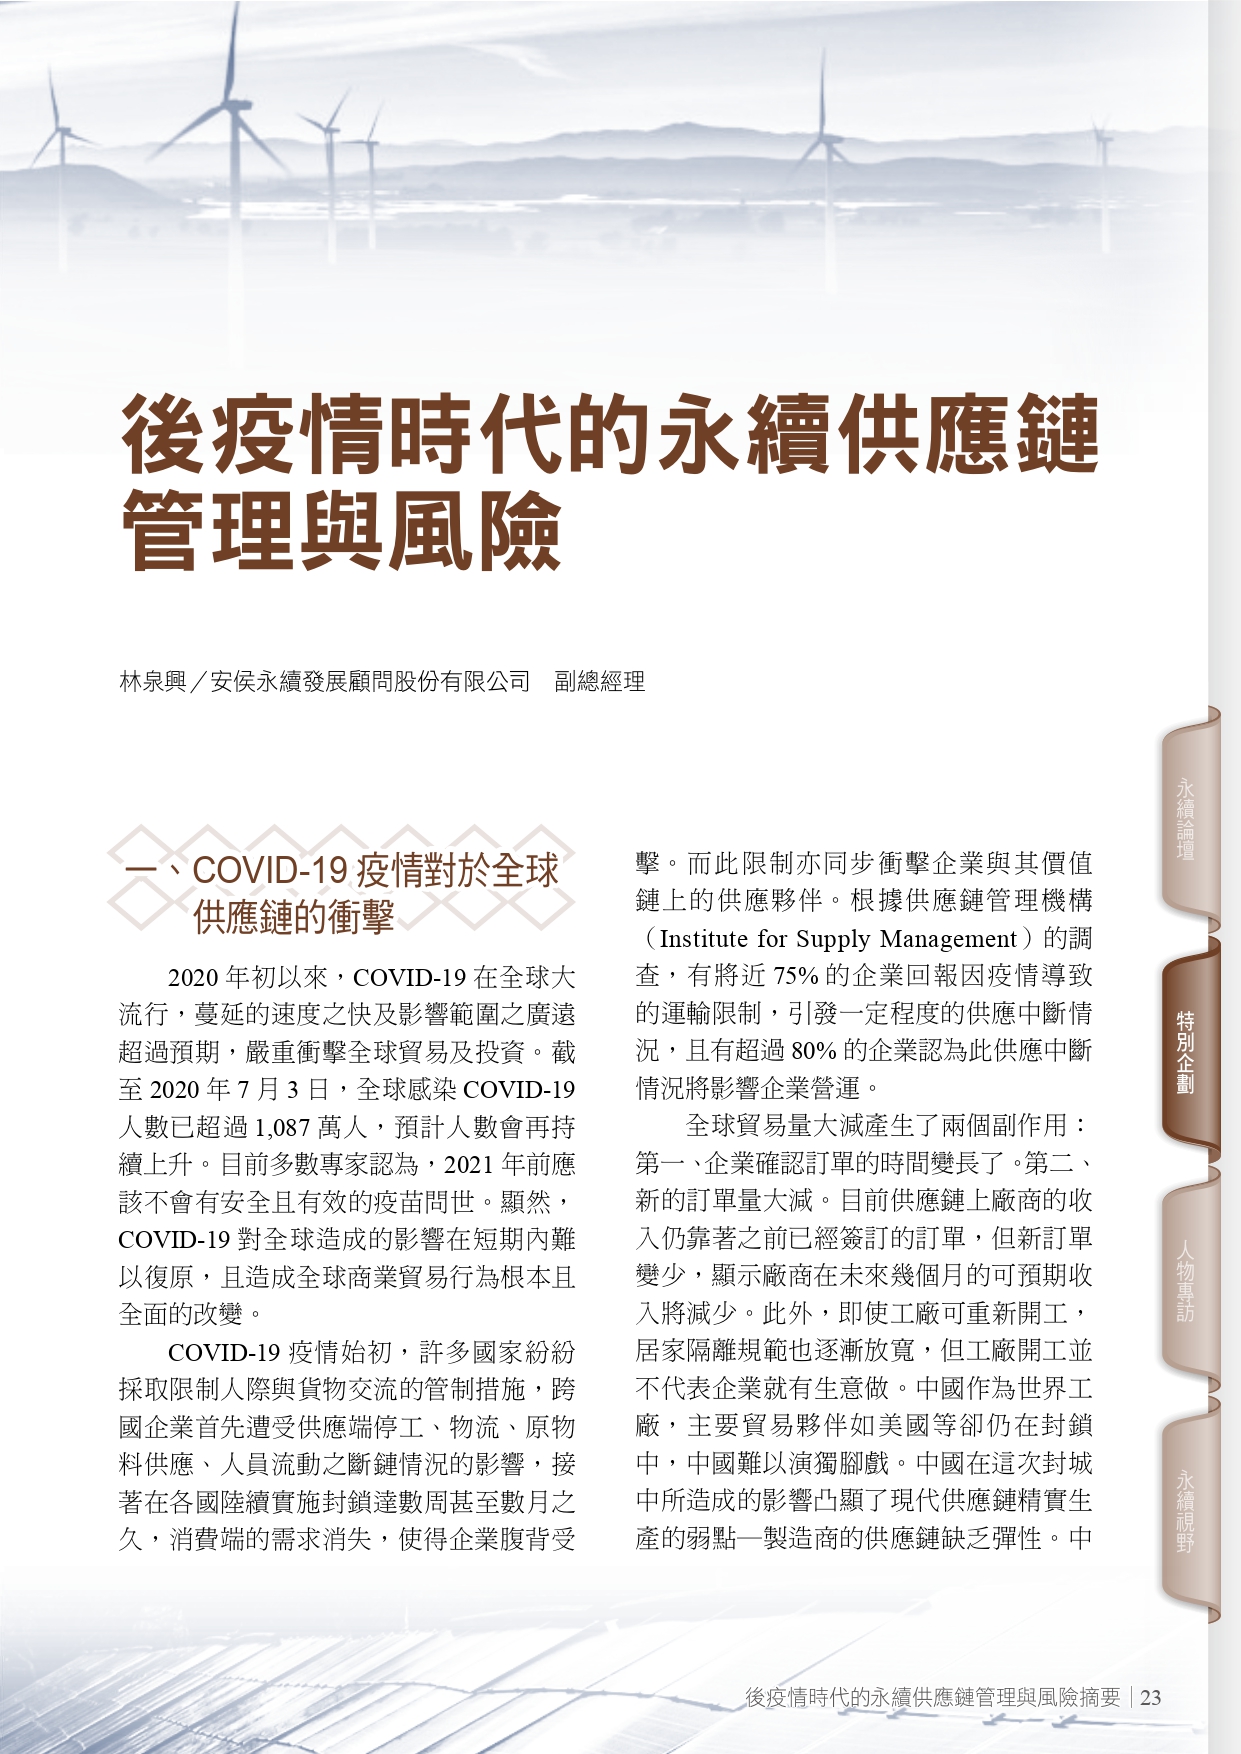 後疫情時代的永續供應鏈
管理與風險
林泉興／安侯永續發展顧問股份有限公司　副總經理
一、COVID-19 疫情對於全球
供應鏈的衝擊
2020 年初以來，COVID-19 在全球大
流行，蔓延的速度之快及影響範圍之廣遠
超過預期，嚴重衝擊全球貿易及投資。截
至 2020 年 7 月 3 日，全球感染 COVID-19
人數已超過 1,087 萬人，預計人數會再持
續上升。目前多數專家認為，2021 年前應
該不會有安全且有效的疫苗問世。顯然，
COVID-19 對全球造成的影響在短期內難
以復原，且造成全球商業貿易行為根本且
全面的改變。
COVID-19 疫情始初，許多國家紛紛
採取限制人際與貨物交流的管制措施，跨
國企業首先遭受供應端停工、物流、原物
料供應、人員流動之斷鏈情況的影響，接
著在各國陸續實施封鎖達數周甚至數月之
久，消費端的需求消失，使得企業腹背受
擊。而此限制亦同步衝擊企業與其價值
鏈上的供應夥伴。根據供應鏈管理機構
（Institute for Supply Management）的調
查，有將近 75% 的企業回報因疫情導致
的運輸限制，引發一定程度的供應中斷情
況，且有超過 80% 的企業認為此供應中斷
情況將影響企業營運。
全球貿易量大減產生了兩個副作用：
第一、企業確認訂單的時間變長了。第二、
新的訂單量大減。目前供應鏈上廠商的收
入仍靠著之前已經簽訂的訂單，但新訂單
變少，顯示廠商在未來幾個月的可預期收
入將減少。此外，即使工廠可重新開工，
居家隔離規範也逐漸放寬，但工廠開工並
不代表企業就有生意做。中國作為世界工
廠，主要貿易夥伴如美國等卻仍在封鎖
中，中國難以演獨腳戲。中國在這次封城
中所造成的影響凸顯了現代供應鏈精實生
產的弱點─製造商的供應鏈缺乏彈性。中
永續論壇
特別企劃
人物專訪
永續視野
後疫情時代的永續供應鏈管理與風險摘要｜23